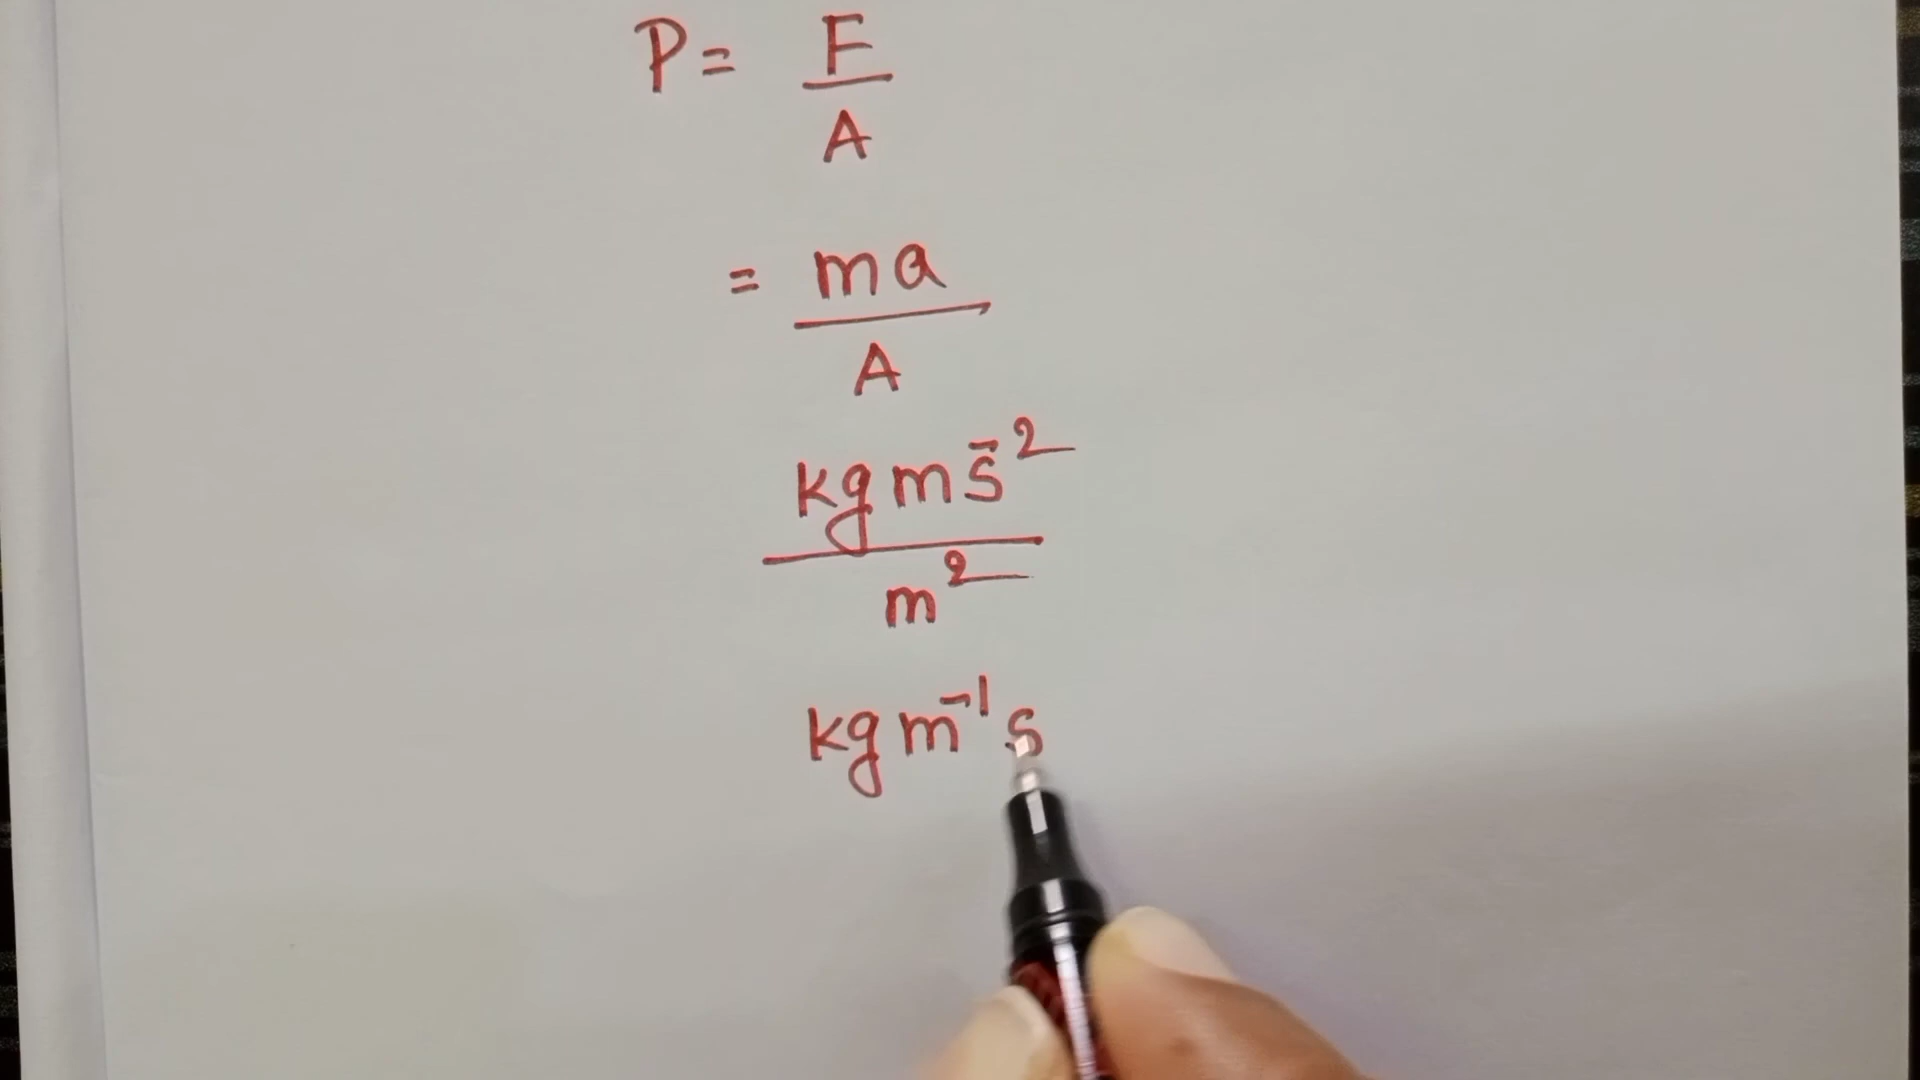 P = F/A
= ma/A
kg m s⁻²/m²
kg m⁻¹ s